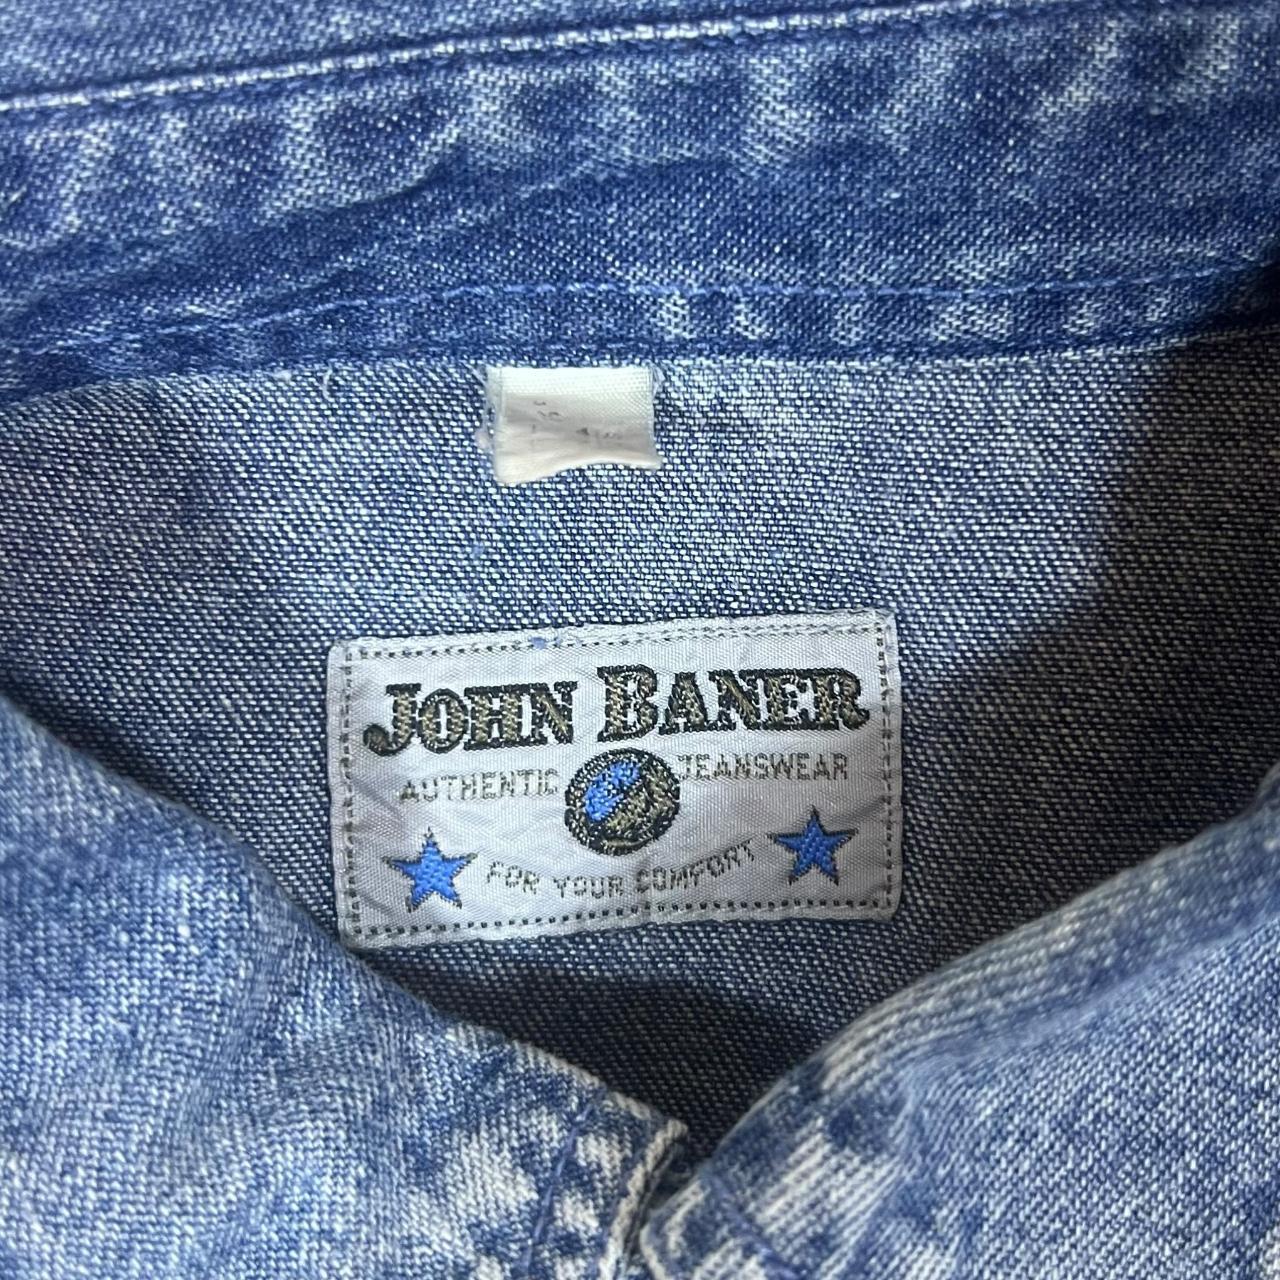 JOHN BANER
AUTHENTIC JEANSWEAR
FOR YOUR COMFORT